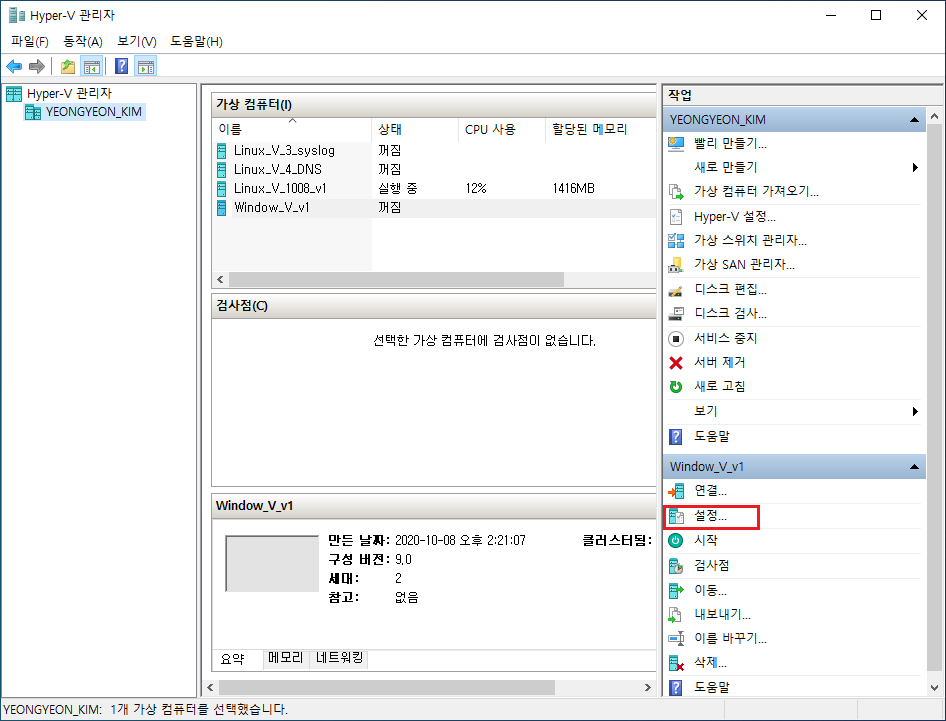 Hyper-V 관리자
파일(F) 동작(A) 보기(V) 도움말(H)
Hyper-V 관리자
YEONGYEON_KIM
가상 컴퓨터(I)
이름 상태 CPU 사용 할당된 메모리
Linux_V_3_syslog 꺼짐
Linux_V_4_DNS 꺼짐
Linux_V_1008_v1 실행 중 12% 1416MB
Window_V_v1 꺼짐
검사점(C)
선택한 가상 컴퓨터에 검사점이 없습니다.
Window_V_v1
만든 날짜: 2020-10-08 오후 2:21:07 클러스터됨:
구성 버전: 9.0
세대: 2
참고: 없음
요약 메모리 네트워킹
작업
YEONGYEON_KIM
빨리 만들기...
새로 만들기
가상 컴퓨터 가져오기...
Hyper-V 설정...
가상 스위치 관리자...
가상 SAN 관리자...
디스크 편집...
디스크 검사...
서비스 중지
서버 제거
새로 고침
보기
도움말
Window_V_v1
연결...
설정...
시작
검사점
이동...
내보내기...
이름 바꾸기...
삭제...
도움말
YEONGYEON_KIM: 1개 가상 컴퓨터를 선택했습니다.